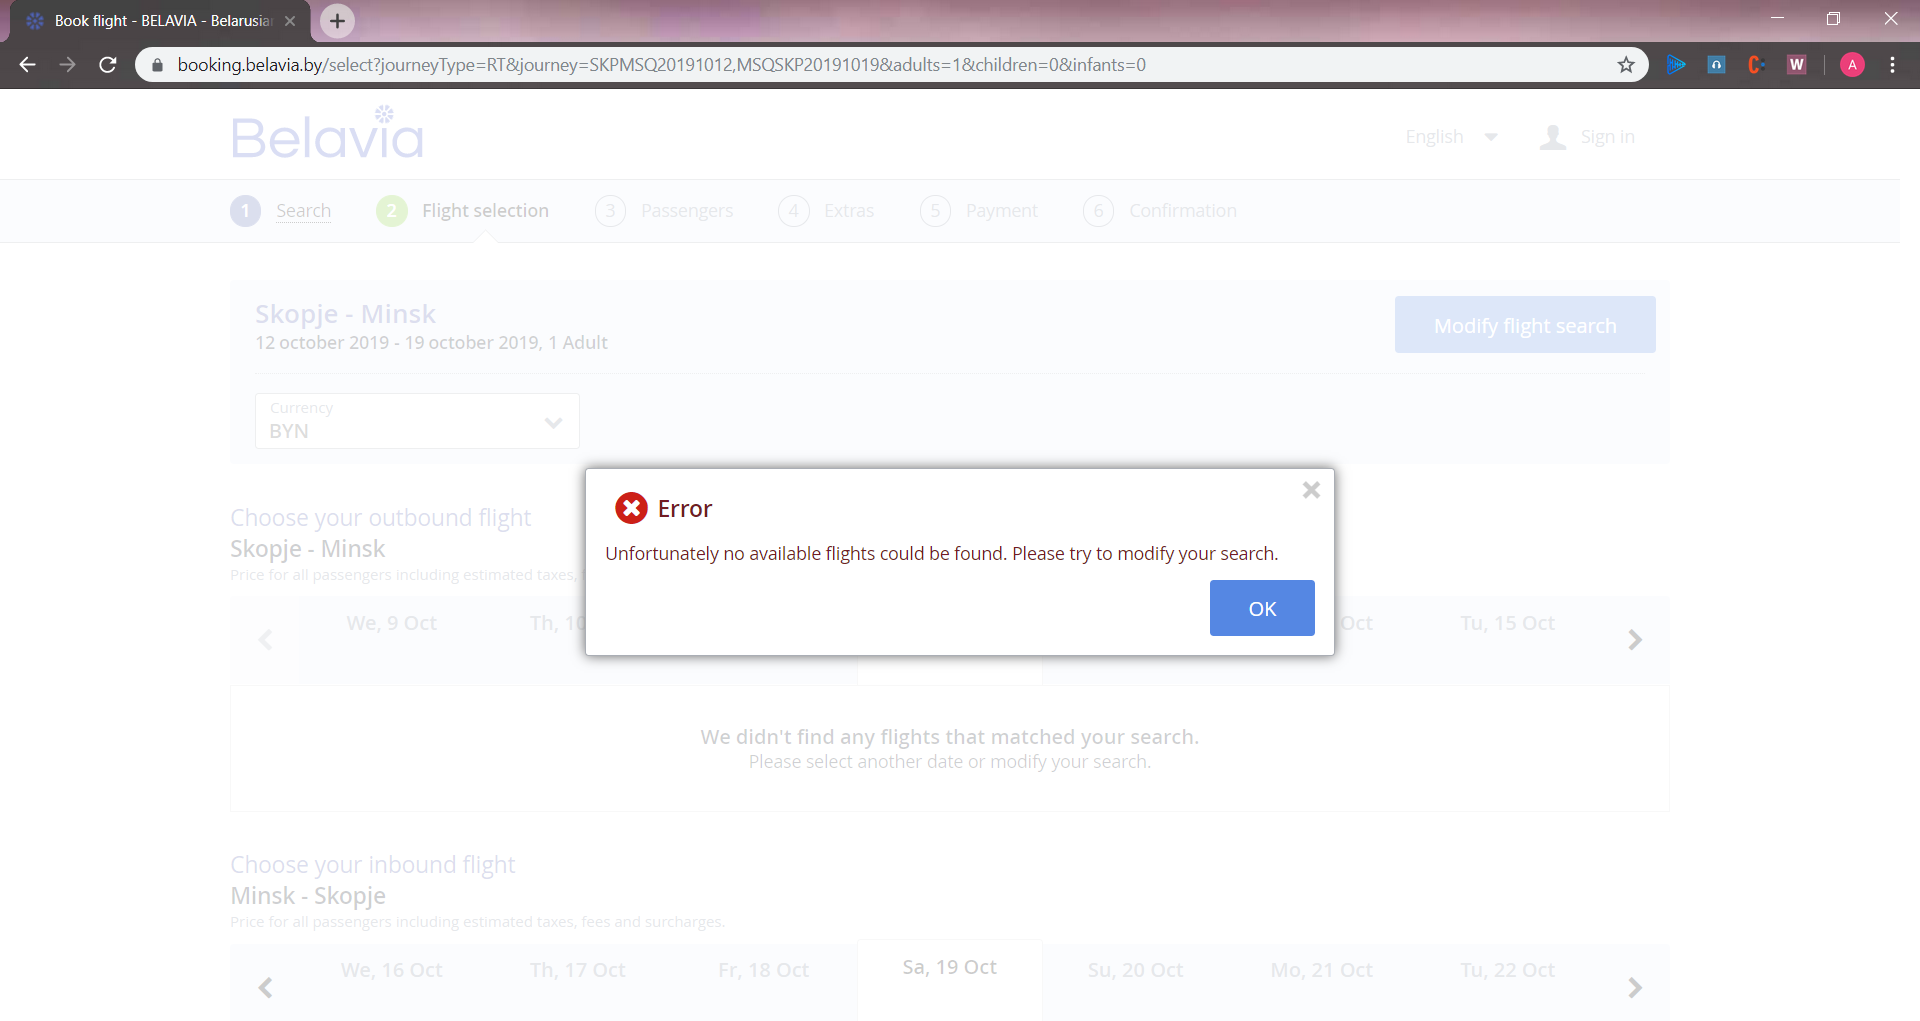 Book flight - BELAVIA - Belarusia
booking.belavia.by/select?journeyType=RT&journey=SKPMSQ20191012,MSQSKP20191019&adults=1&children=0&infants=0
W
A
Belavia
English
Sign in
1 Search
2 Flight selection
3 Passengers
4 Extras
5 Payment
6 Confirmation
Skopje - Minsk
12 october 2019 - 19 october 2019, 1 Adult
Modify flight search
Currency
BYN
Error
Unfortunately no available flights could be found. Please try to modify your search.
OK
Choose your outbound flight
Skopje - Minsk
Price for all passengers including estimated taxes,
We, 9 Oct
Th, 10
Oct
Tu, 15 Oct
We didn't find any flights that matched your search.
Please select another date or modify your search.
Choose your inbound flight
Minsk - Skopje
Price for all passengers including estimated taxes, fees and surcharges.
We, 16 Oct
Th, 17 Oct
Fr, 18 Oct
Sa, 19 Oct
Su, 20 Oct
Mo, 21 Oct
Tu, 22 Oct